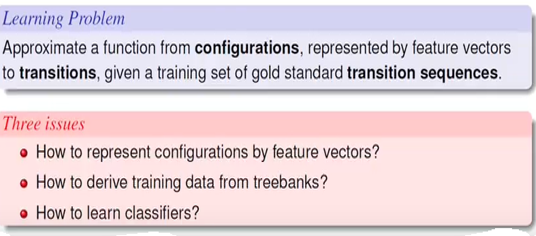 Learning Problem
Approximate a function from configurations, represented by feature vectors
to transitions, given a training set of gold standard transition sequences.
Three issues
How to represent configurations by feature vectors?
How to derive training data from treebanks?
How to learn classifiers?